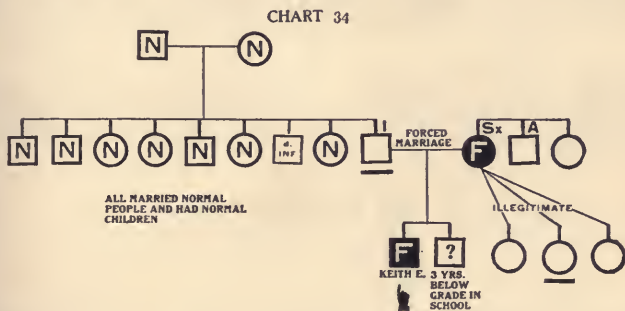 CHART 34
N N
N N N N N N d. INF N I FORCED MARRIAGE F Sx A
ALL MARRIED NORMAL
PEOPLE AND HAD NORMAL
CHILDREN
ILLEGITIMATE
F ?
KEITH E. 3 YRS.
BELOW
GRADE IN
SCHOOL